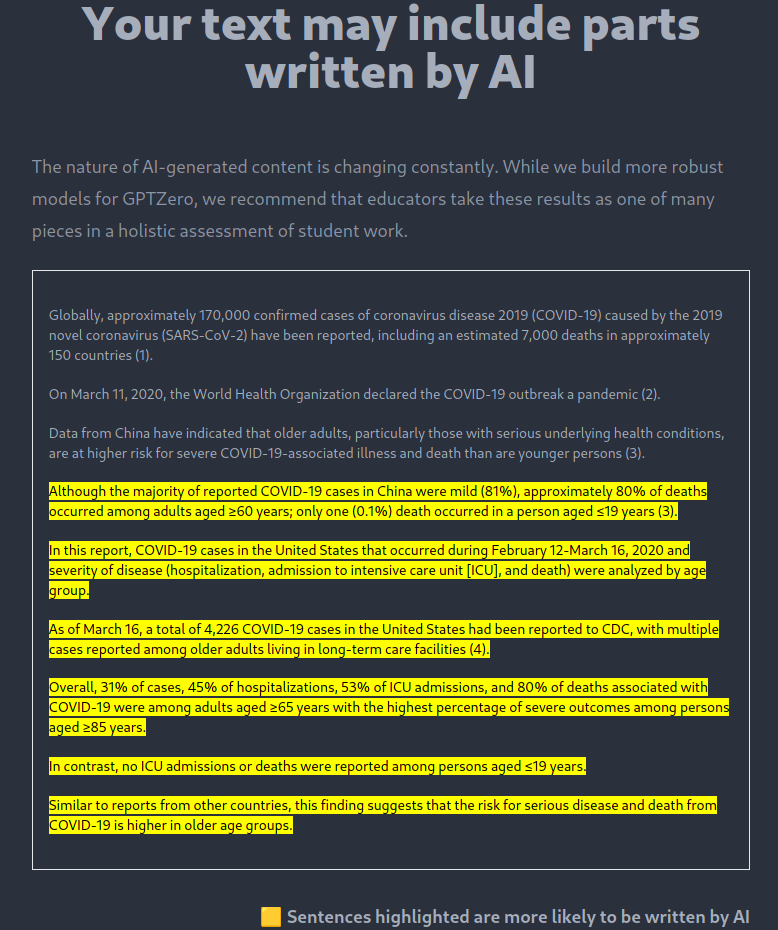 Your text may include parts
written by AI
The nature of AI-generated content is changing constantly. While we build more robust
models for GPTZero, we recommend that educators take these results as one of many
pieces in a holistic assessment of student work.
Globally, approximately 170,000 confirmed cases of coronavirus disease 2019 (COVID-19) caused by the 2019
novel coronavirus (SARS-CoV-2) have been reported, including an estimated 7,000 deaths in approximately
150 countries (1).
On March 11, 2020, the World Health Organization declared the COVID-19 outbreak a pandemic (2).
Data from China have indicated that older adults, particularly those with serious underlying health conditions,
are at higher risk for severe COVID-19-associated illness and death than are younger persons (3).
Although the majority of reported COVID-19 cases in China were mild (81%), approximately 80% of deaths
occurred among adults aged ≥60 years; only one (0.1%) death occurred in a person aged ≤19 years (3).
In this report, COVID-19 cases in the United States that occurred during February 12-March 16, 2020 and
severity of disease (hospitalization, admission to intensive care unit [ICU], and death) were analyzed by age
group.
As of March 16, a total of 4,226 COVID-19 cases in the United States had been reported to CDC, with multiple
cases reported among older adults living in long-term care facilities (4).
Overall, 31% of cases, 45% of hospitalizations, 53% of ICU admissions, and 80% of deaths associated with
COVID-19 were among adults aged ≥65 years with the highest percentage of severe outcomes among persons
aged ≥85 years.
In contrast, no ICU admissions or deaths were reported among persons aged ≤19 years.
Similar to reports from other countries, this finding suggests that the risk for serious disease and death from
COVID-19 is higher in older age groups.
Sentences highlighted are more likely to be written by AI